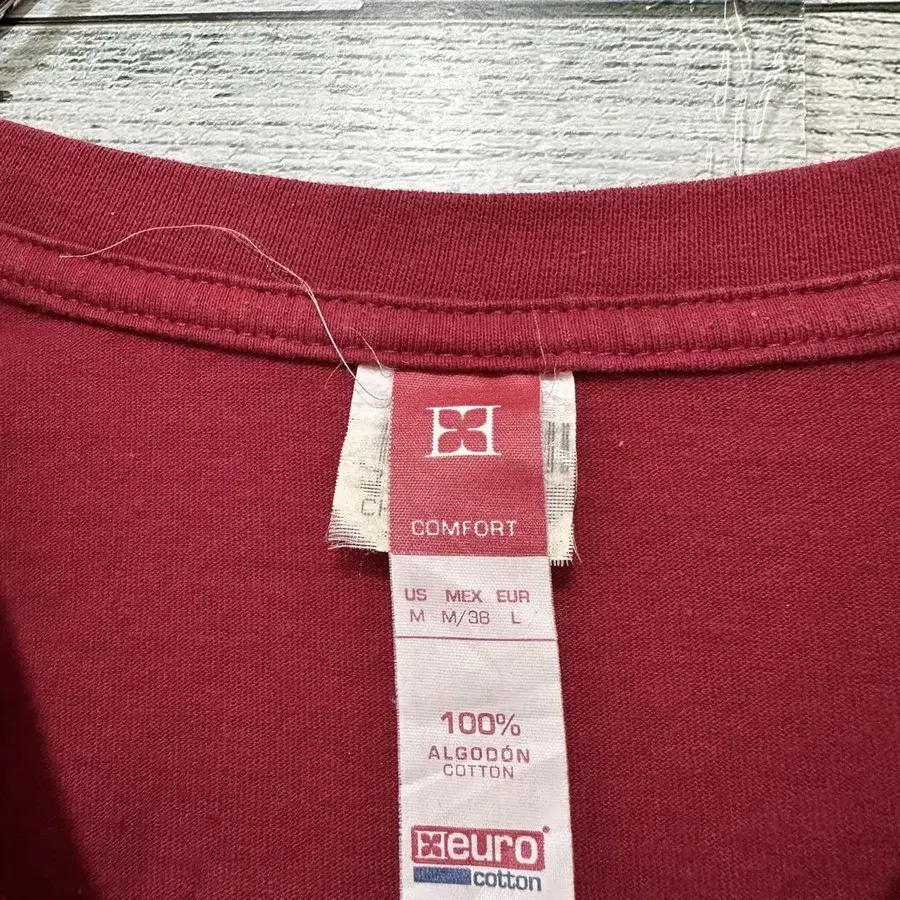 COMFORT
US MEX EUR
M M/38 L
100%
ALGODÓN
COTTON
euro
cotton